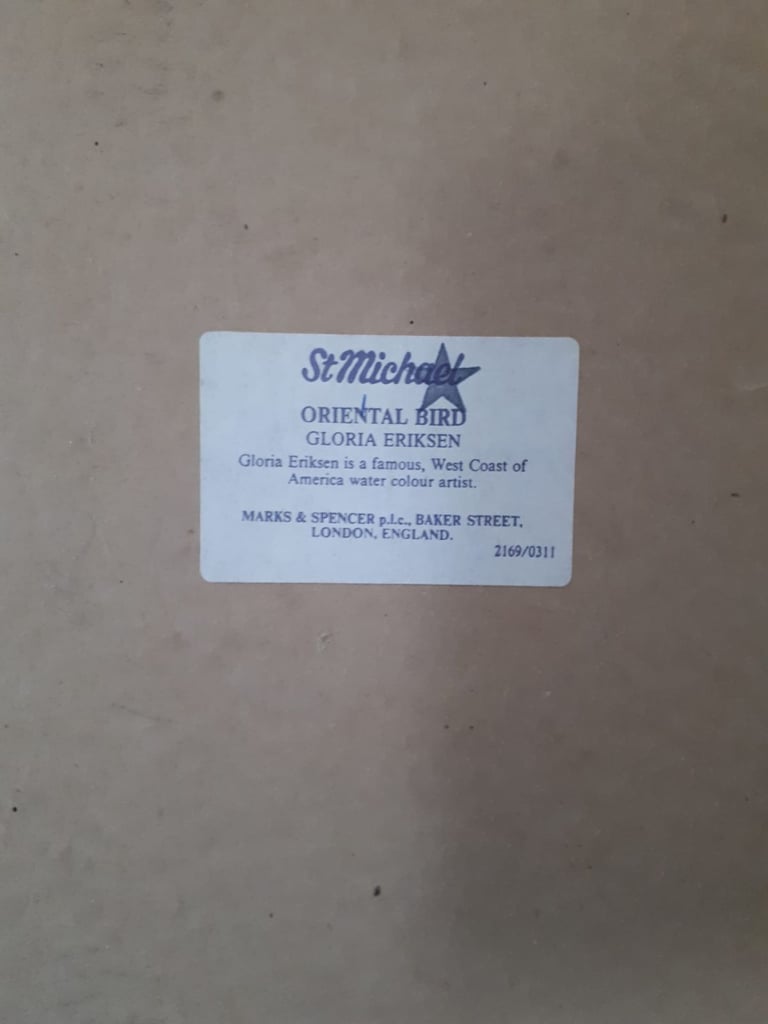 St Michael
ORIENTAL BIRD
GLORIA ERIKSEN
Gloria Eriksen is a famous, West Coast of
America water colour artist.
MARKS & SPENCER p.l.c., BAKER STREET,
LONDON, ENGLAND.
2169/0311